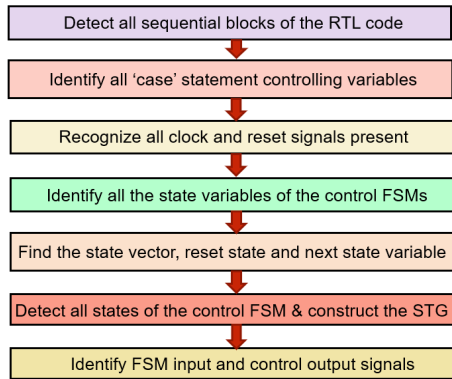 Detect all sequential blocks of the RTL code
Identify all ‘case’ statement controlling variables
Recognize all clock and reset signals present
Identify all the state variables of the control FSMs
Find the state vector, reset state and next state variable
Detect all states of the control FSM & construct the STG
Identify FSM input and control output signals